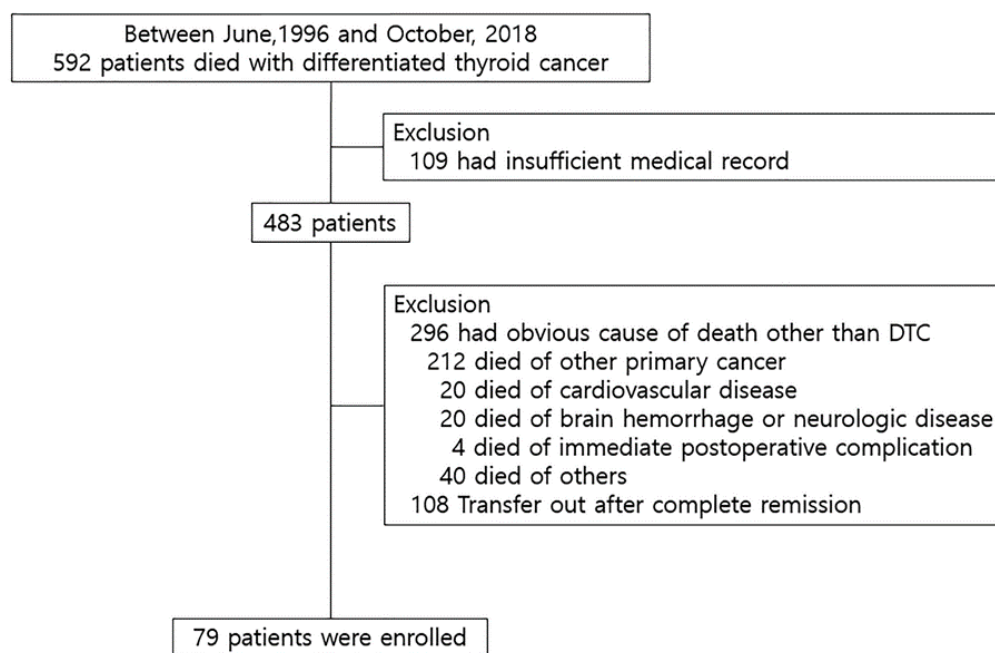 Between June,1996 and October, 2018
592 patients died with differentiated thyroid cancer
Exclusion
109 had insufficient medical record
483 patients
Exclusion
296 had obvious cause of death other than DTC
212 died of other primary cancer
20 died of cardiovascular disease
20 died of brain hemorrhage or neurologic disease
4 died of immediate postoperative complication
40 died of others
108 Transfer out after complete remission
79 patients were enrolled